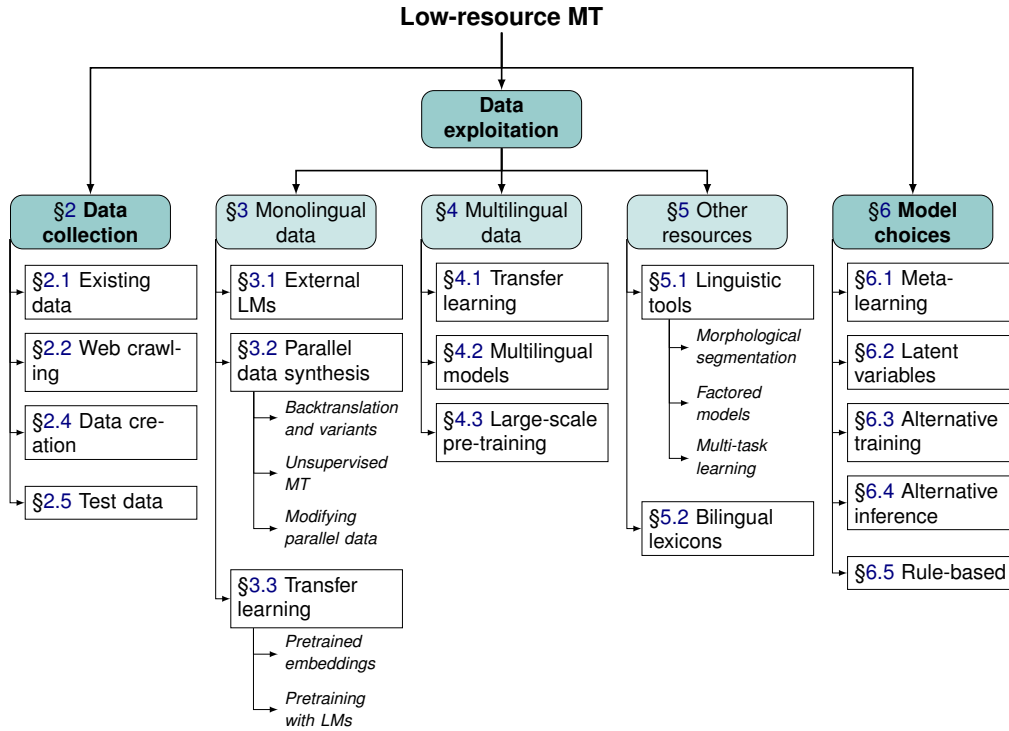 Low-resource MT
Data
exploitation
§2 Data
collection
§2.1 Existing
data
§2.2 Web crawl-
ing
§2.4 Data cre-
ation
§2.5 Test data
§3 Monolingual
data
§3.1 External
LMs
§3.2 Parallel
data synthesis
Backtranslation
and variants
Unsupervised
MT
Modifying
parallel data
§3.3 Transfer
learning
Pretrained
embeddings
Pretraining
with LMs
§4 Multilingual
data
§4.1 Transfer
learning
§4.2 Multilingual
models
§4.3 Large-scale
pre-training
§5 Other
resources
§5.1 Linguistic
tools
Morphological
segmentation
Factored
models
Multi-task
learning
§5.2 Bilingual
lexicons
§6 Model
choices
§6.1 Meta-
learning
§6.2 Latent
variables
§6.3 Alternative
training
§6.4 Alternative
inference
§6.5 Rule-based